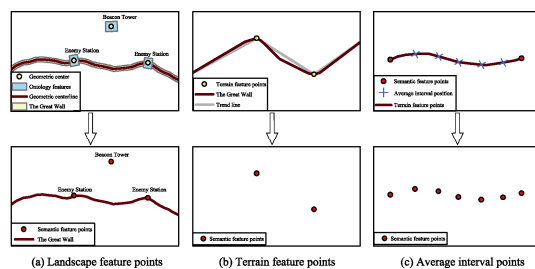 Beacon Tower
Enemy Station
Enemy Station
Geometric center
Ontology features
Geometric centerline
The Great Wall
Terrain feature points
The Great Wall
Trend line
Semantic feature points
Average interval position
Terrain feature points
Beacon Tower
Enemy Station
Enemy Station
Semantic feature points
The Great Wall
Semantic feature points
Semantic feature points
(a) Landscape feature points
(b) Terrain feature points
(c) Average interval points